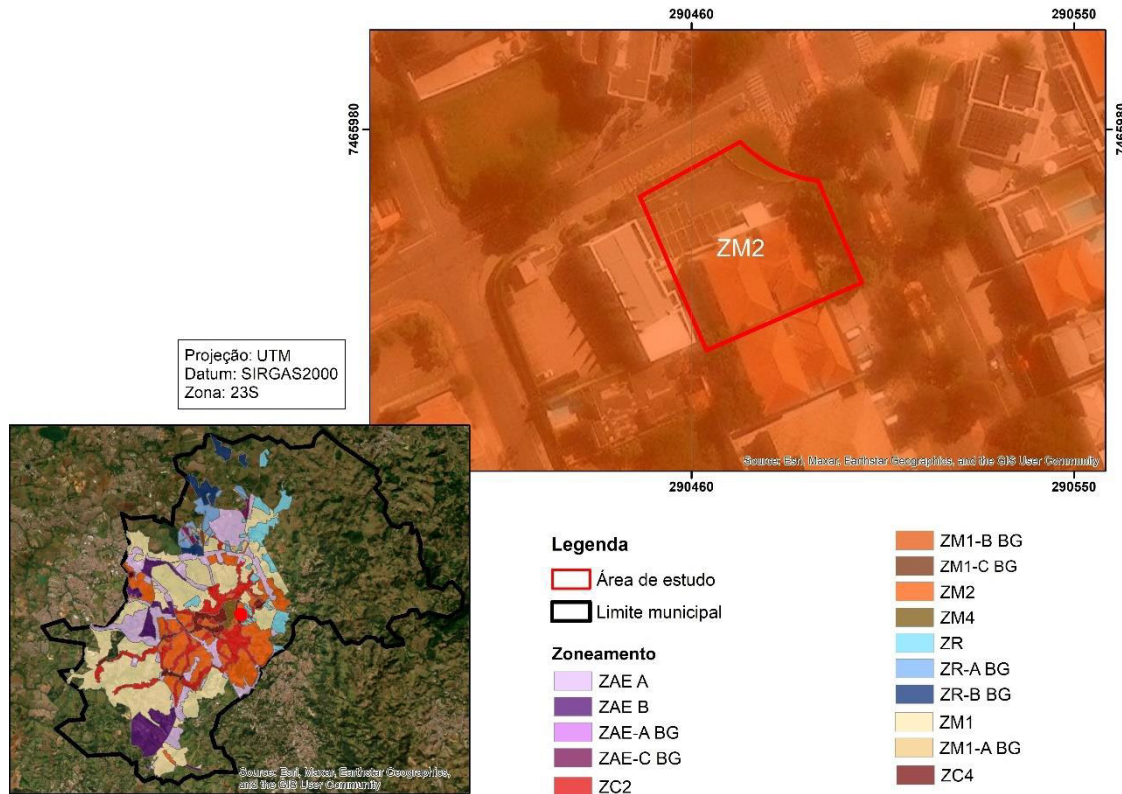 290460
290550
7465980
7465980
ZM2
Source: Esri, Maxar, Earthstar Geographics, and the GIS User Community
290460
290550
Projeção: UTM
Datum: SIRGAS2000
Zona: 23S
Source: Esri, Maxar, Earthstar Geographics,
and the GIS User Community
Legenda
Área de estudo
Limite municipal
Zoneamento
ZAE A
ZAE B
ZAE-A BG
ZAE-C BG
ZC2
ZM1-B BG
ZM1-C BG
ZM2
ZM4
ZR
ZR-A BG
ZR-B BG
ZM1
ZM1-A BG
ZC4